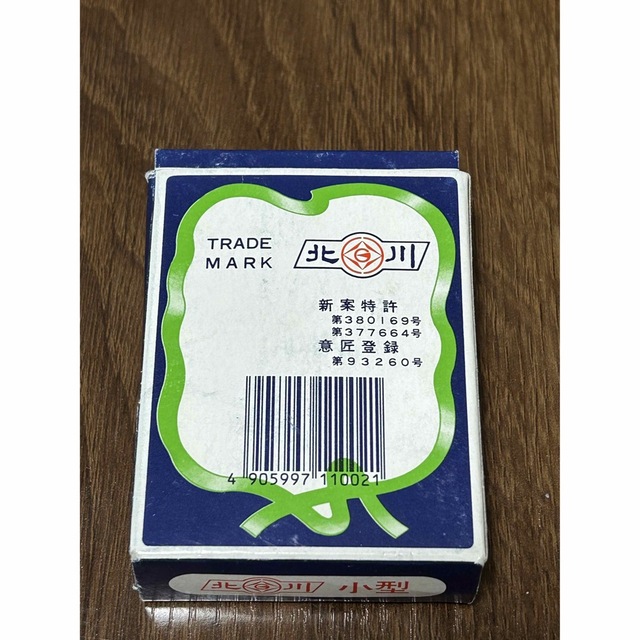 TRADE
MARK
北谷川
新案特許
第380169号
第377664号
意匠登録
第93260号
4 905997 110021
北谷川 小型